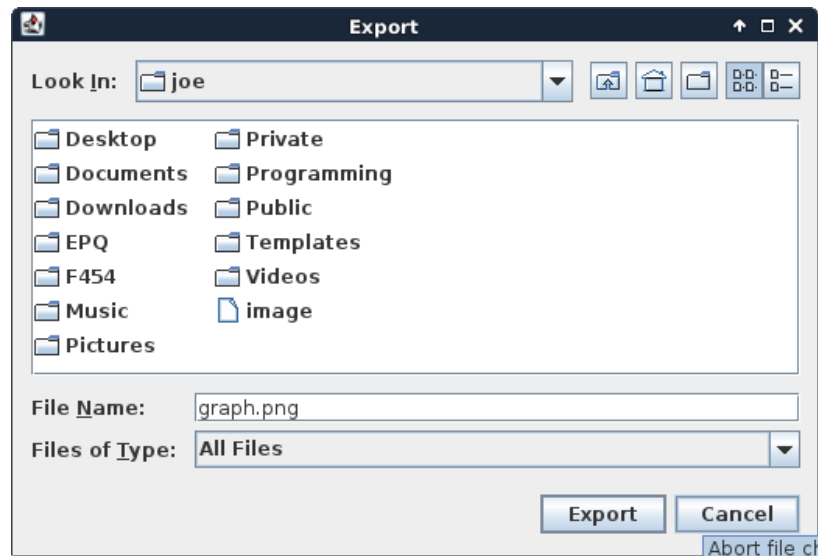 Export
Look In: joe
Desktop Private
Documents Programming
Downloads Public
EPQ Templates
F454 Videos
Music image
Pictures
File Name: graph.png
Files of Type: All Files
Export Cancel
Abort file